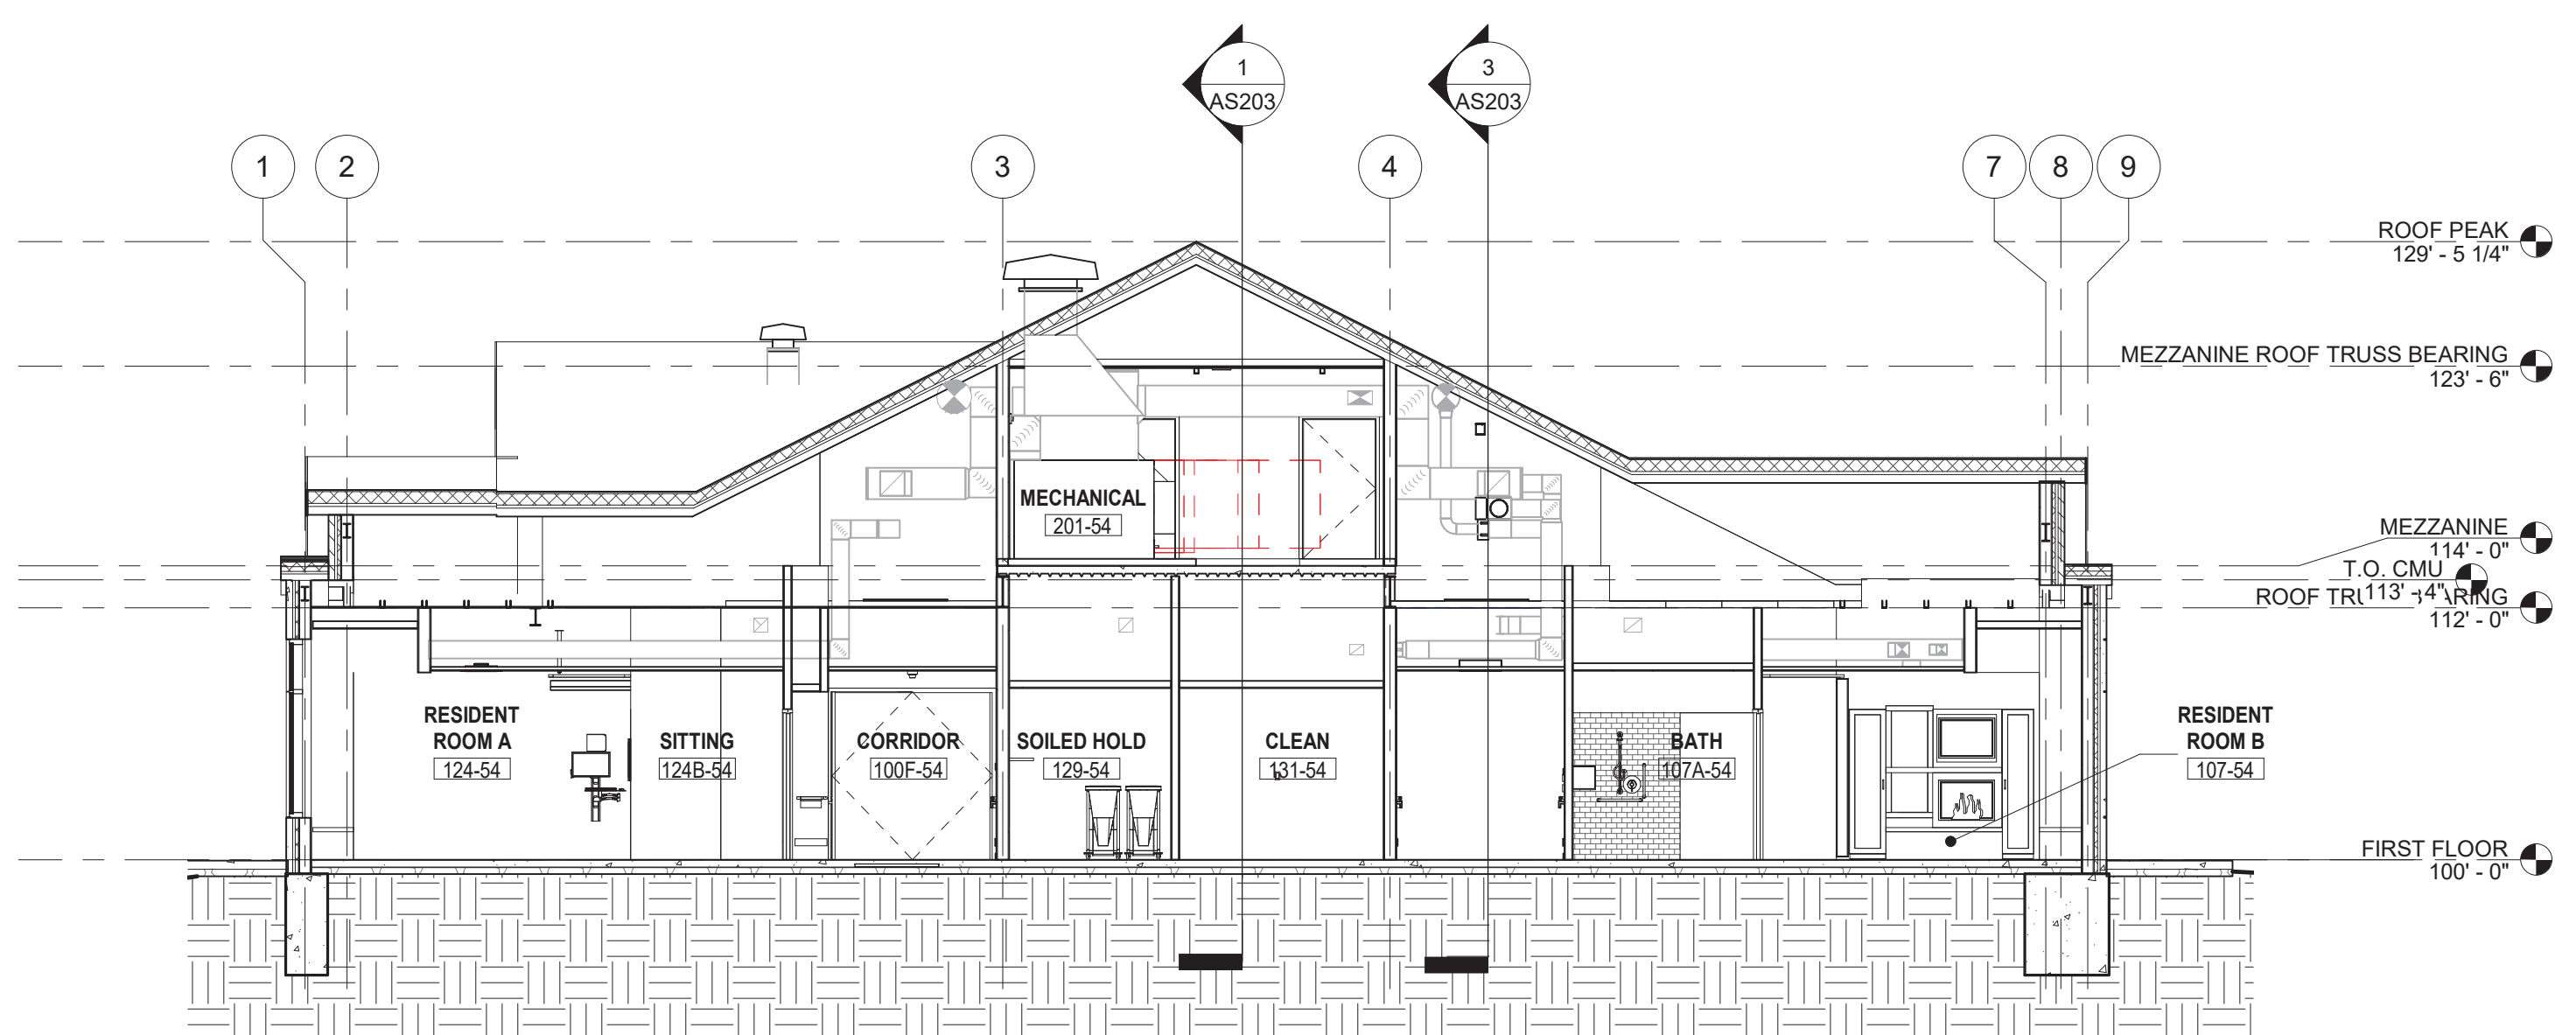 1
AS203
3
AS203
1
2
3
4
7
8
9
ROOF PEAK
129' - 5 1/4"
MEZZANINE ROOF TRUSS BEARING
123' - 6"
MECHANICAL
201-54
MEZZANINE
114' - 0"
T.O. CMU
113' - 4"
ROOF
112' - 0"
RESIDENT
ROOM A
124-54
SITTING
124B-54
CORRIDOR
100F-54
SOILED HOLD
129-54
CLEAN
131-54
BATH
107A-54
RESIDENT
ROOM B
107-54
FIRST FLOOR
100' - 0"